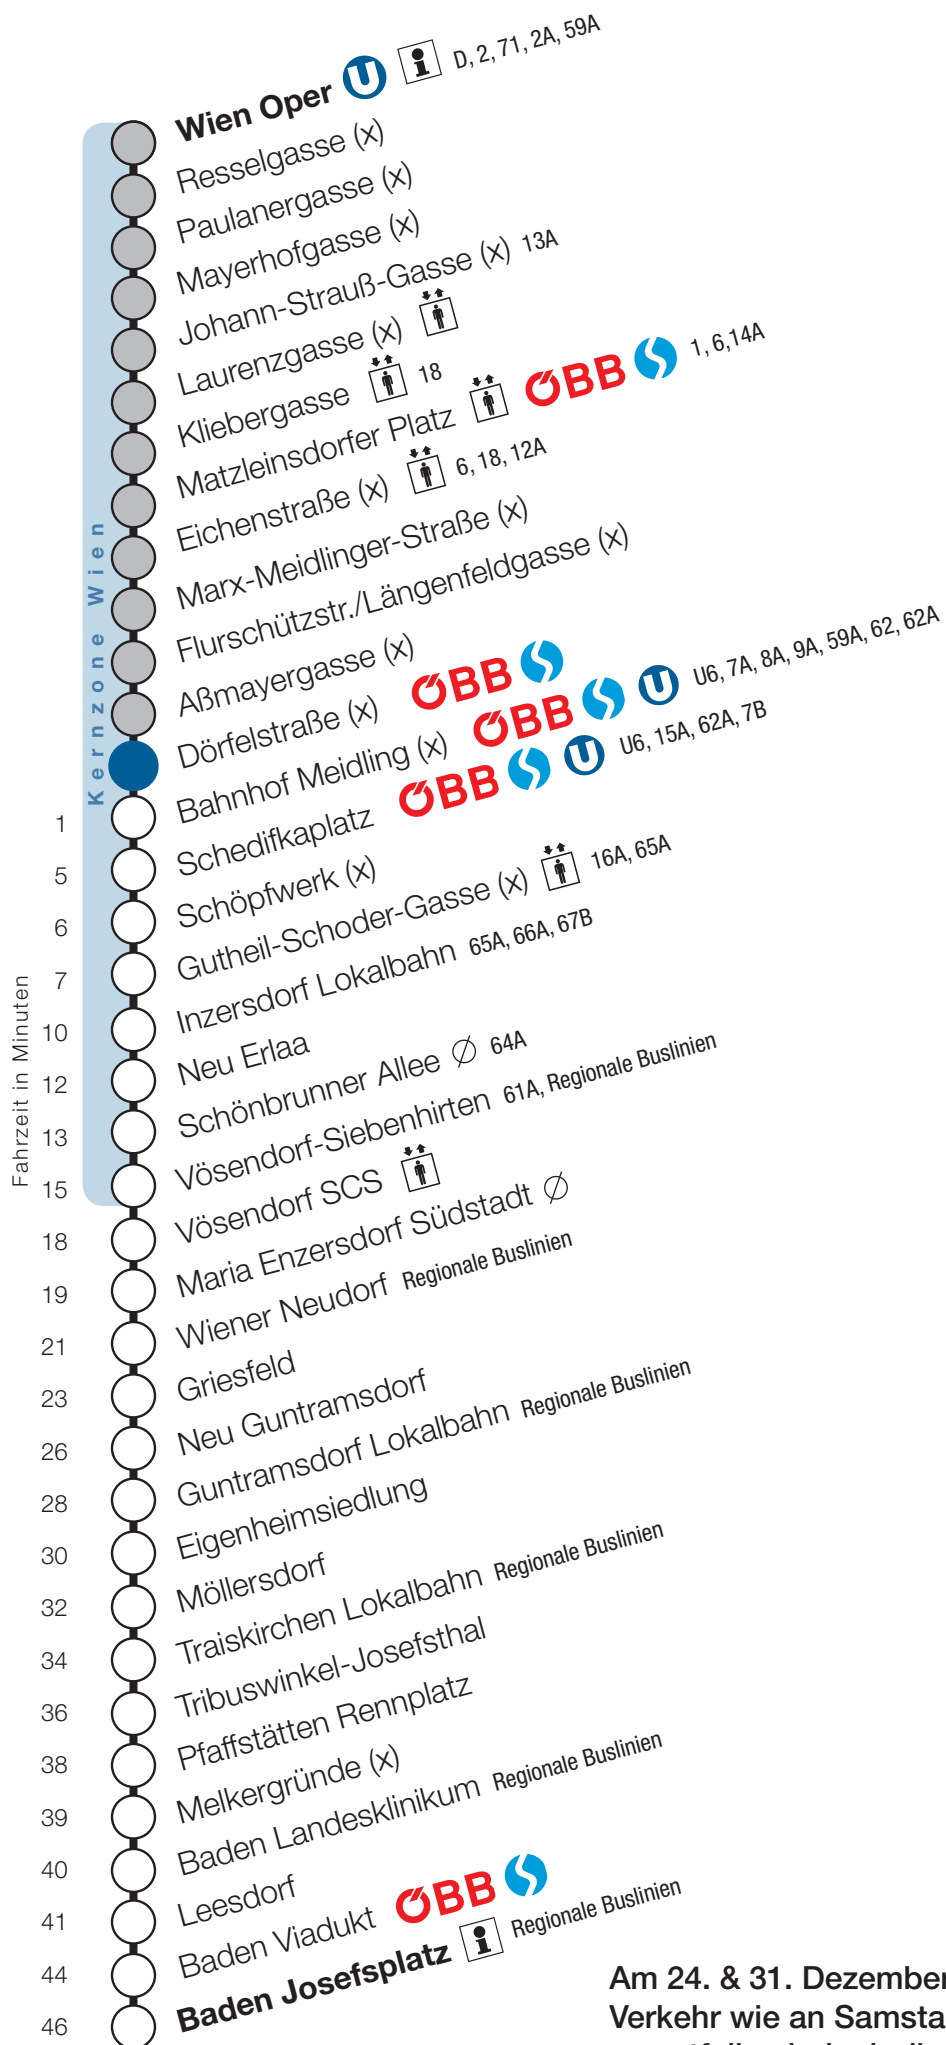 Wien Oper U i D, 2, 71, 2A, 59A
Resselgasse (x)
Paulanergasse (x)
Mayerhofgasse (x)
Johann-Strauß-Gasse (x) 13A
Laurenzgasse (x)
Kliebergasse 18
Matzleinsdorfer Platz ÖBB S 1, 6,14A
Eichenstraße (x) 6, 18, 12A
Marx-Meidlinger-Straße (x)
Flurschützstr./Längenfeldgasse (x)
Aßmayergasse (x)
Dörfelstraße (x) ÖBB S
Bahnhof Meidling (x) ÖBB S U U6, 7A, 8A, 9A, 59A, 62, 62A
1 Schedifkaplatz ÖBB S U U6, 15A, 62A, 7B
5 Schöpfwerk (x)
6 Gutheil-Schoder-Gasse (x) 16A, 65A
7 Inzersdorf Lokalbahn 65A, 66A, 67B
10 Neu Erlaa
12 Schönbrunner Allee ∅ 64A
13 Vösendorf-Siebenhirten 61A, Regionale Buslinien
15 Vösendorf SCS
18 Maria Enzersdorf Südstadt ∅
19 Wiener Neudorf Regionale Buslinien
21 Griesfeld
23 Neu Guntramsdorf
26 Guntramsdorf Lokalbahn Regionale Buslinien
28 Eigenheimsiedlung
30 Möllersdorf
32 Traiskirchen Lokalbahn Regionale Buslinien
34 Tribuswinkel-Josefsthal
36 Pfaffstätten Rennplatz
38 Melkergründe (x)
39 Baden Landesklinikum Regionale Buslinien
40 Leesdorf
41 Baden Viadukt ÖBB S
44 Baden Josefsplatz i Regionale Buslinien
46
Kernzone Wien
Fahrzeit in Minuten
Am 24. & 31. Dezember
Verkehr wie an Samsta